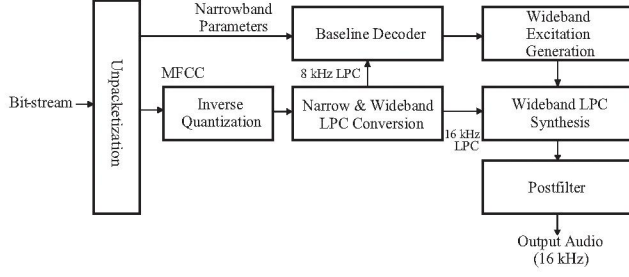 Narrowband
Parameters
Baseline Decoder
Wideband
Excitation
Generation
MFCC
8 kHz LPC
Bit-stream
Unpacketization
Inverse
Quantization
Narrow & Wideband
LPC Conversion
16 kHz
LPC
Wideband LPC
Synthesis
Postfilter
Output Audio
(16 kHz)